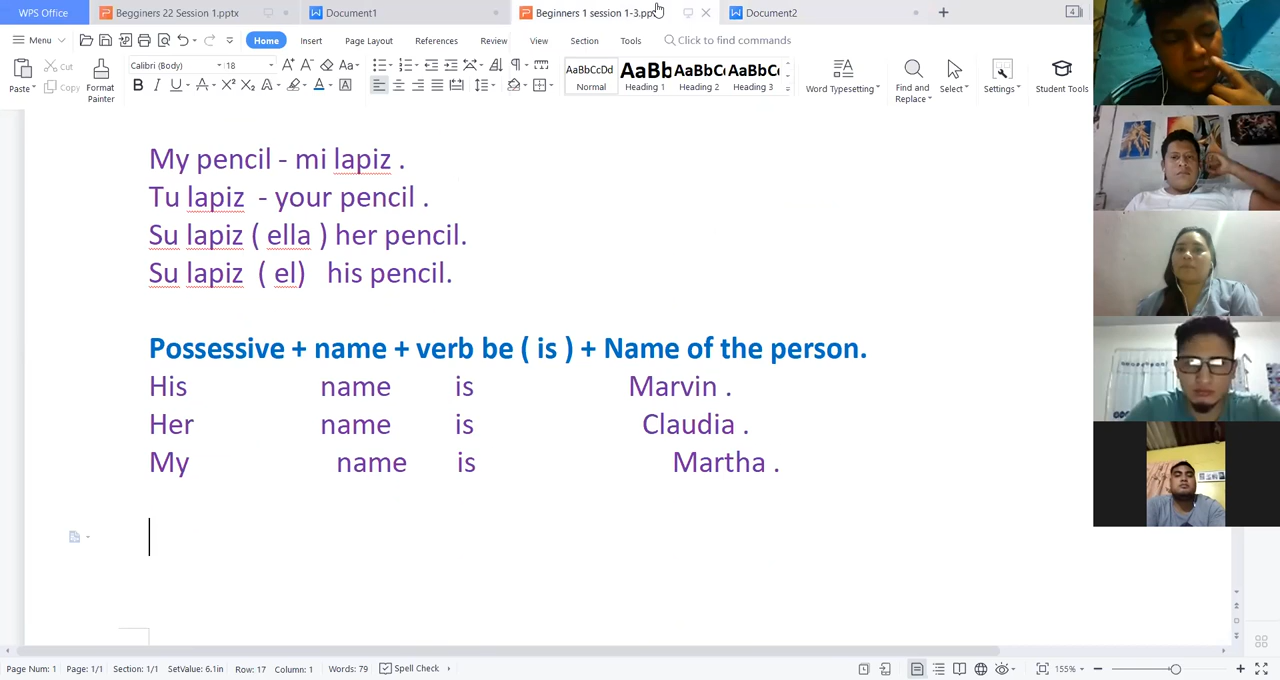 WPS Office Begginers 22 Session 1.pptx Document1 Beginners 1 session 1-3.pptx Document2 4
Menu Home Insert Page Layout References Review View Section Tools Click to find commands
Calibri (Body) 18 AaBbCcDd AaBb AaBbC AaBbC
Paste Cut Copy Format Painter Normal Heading 1 Heading 2 Heading 3 Word Typesetting Find and Replace Select Settings Student Tools
My pencil - mi lapiz .
Tu lapiz - your pencil .
Su lapiz ( ella ) her pencil.
Su lapiz ( el) his pencil.
Possessive + name + verb be ( is ) + Name of the person.
His name is Marvin .
Her name is Claudia .
My name is Martha .
Page Num: 1 Page: 1/1 Section: 1/1 SetValue: 6.1in Row: 17 Column: 1 Words: 79 Spell Check 155%